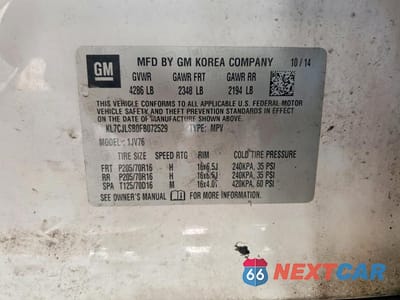 GM
MFD BY GM KOREA COMPANY 10/14
GVWR GAWR FRT GAWR RR
4286 LB 2348 LB 2194 LB
THIS VEHICLE CONFORMS TO ALL APPLICABLE U.S. FEDERAL MOTOR
VEHICLE SAFETY, BUMPER, AND THEFT PREVENTION STANDARDS IN
EFFECT ON THE DATE OF MANUFACTURE SHOWN ABOVE.
TYPE: MPV
MODEL: 1JV76
TIRE SIZE SPEED RTG RIM COLD TIRE PRESSURE
FRT P205/70R16 H 16x6.5J 240KPA, 35 PSI
RR P205/70R16 H 16x6.5J 240KPA, 35 PSI
SPA T125/70D16 M 16x4.0T 420KPA, 60 PSI
SEE OWNER'S MANUAL FOR MORE INFORMATION.
66 NEXTCAR